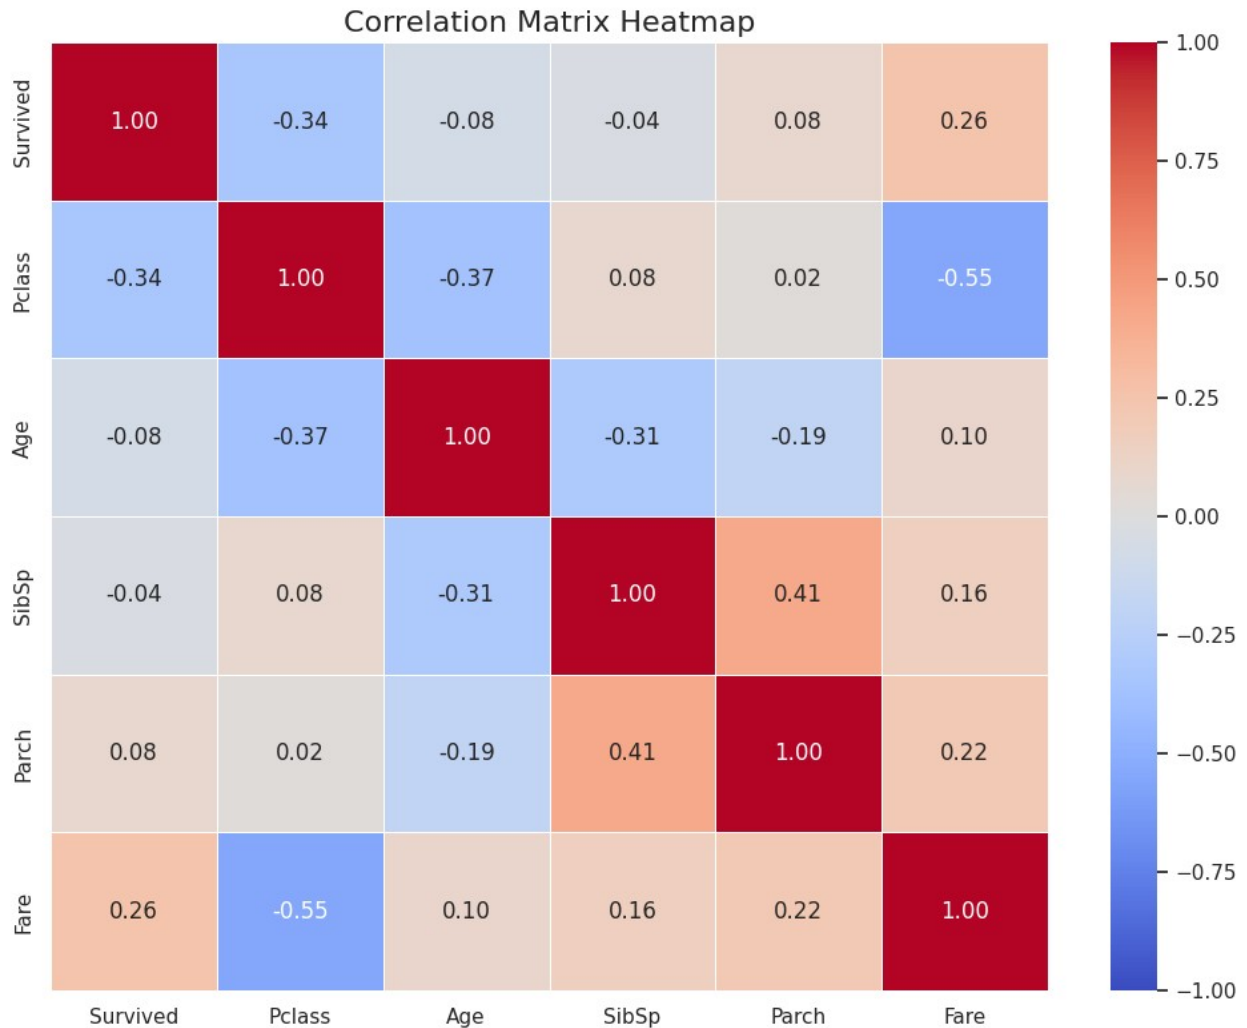 Correlation Matrix Heatmap
Survived 1.00 -0.34 -0.08 -0.04 0.08 0.26
Pclass -0.34 1.00 -0.37 0.08 0.02 -0.55
Age -0.08 -0.37 1.00 -0.31 -0.19 0.10
SibSp -0.04 0.08 -0.31 1.00 0.41 0.16
Parch 0.08 0.02 -0.19 0.41 1.00 0.22
Fare 0.26 -0.55 0.10 0.16 0.22 1.00
Survived Pclass Age SibSp Parch Fare
1.00
0.75
0.50
0.25
0.00
−0.25
−0.50
−0.75
−1.00